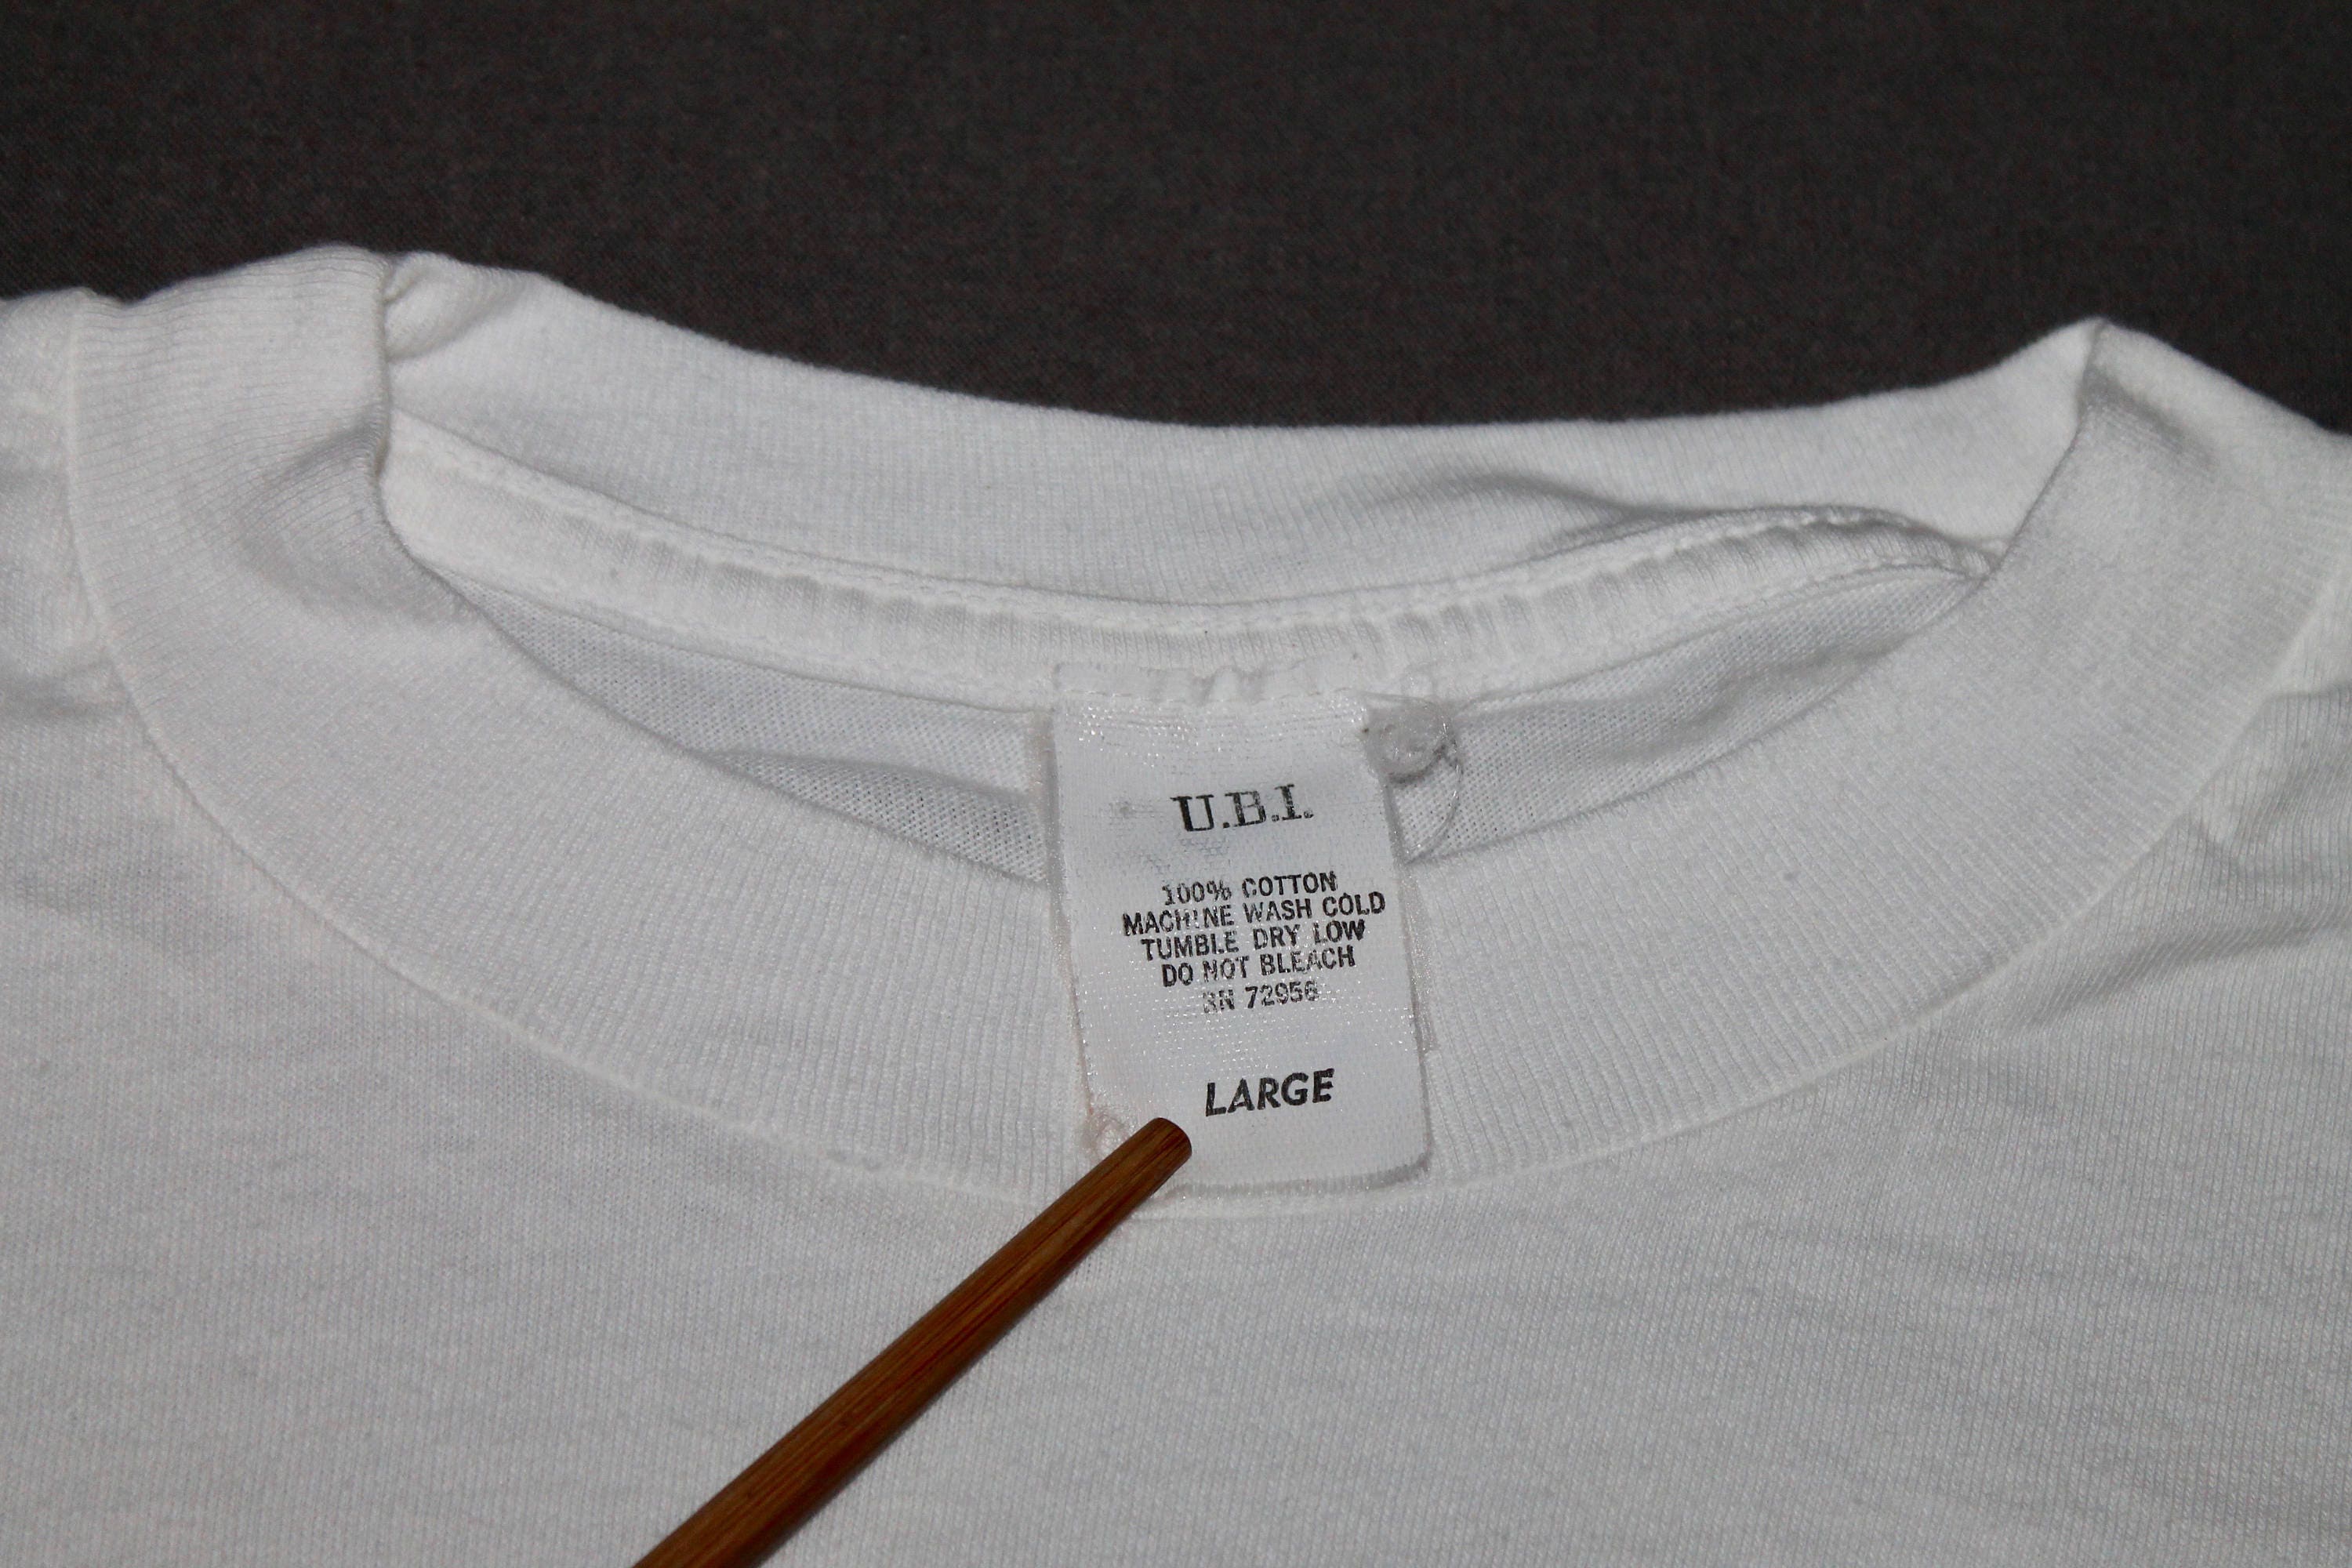 U.B.I.
100% COTTON
MACHINE WASH COLD
TUMBLE DRY LOW
DO NOT BLEACH
RN 72956
LARGE